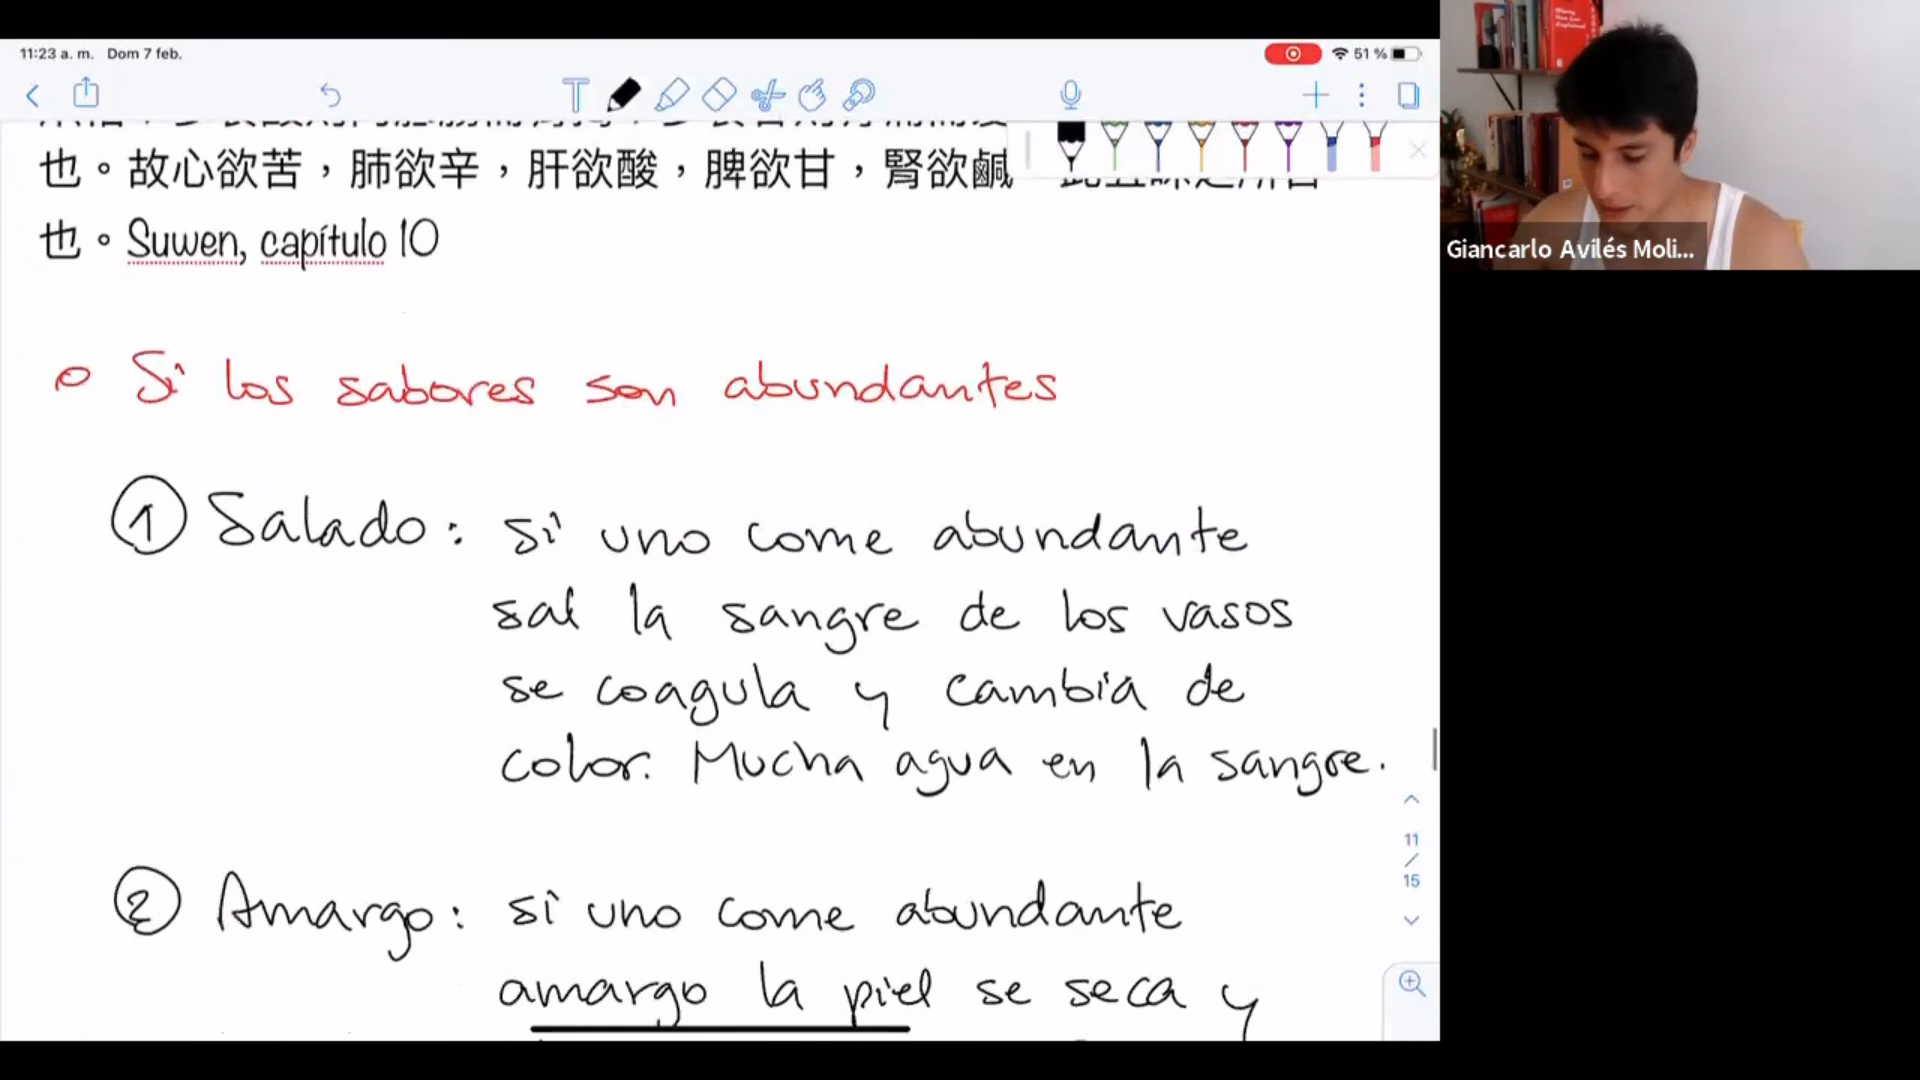 11:23 a. m. Dom 7 feb.
51 %
T
也。故心欲苦，肺欲辛，肝欲酸，脾欲甘，腎欲鹹
也。Suwen, capítulo 10
Si los sabores son abundantes
① Salado: si uno come abundante
sal la sangre de los vasos
se coagula y cambia de
color. Mucha agua en la sangre.
② Amargo: si uno come abundante
amargo la piel se seca y
11
/
15
Giancarlo Avilés Moli...